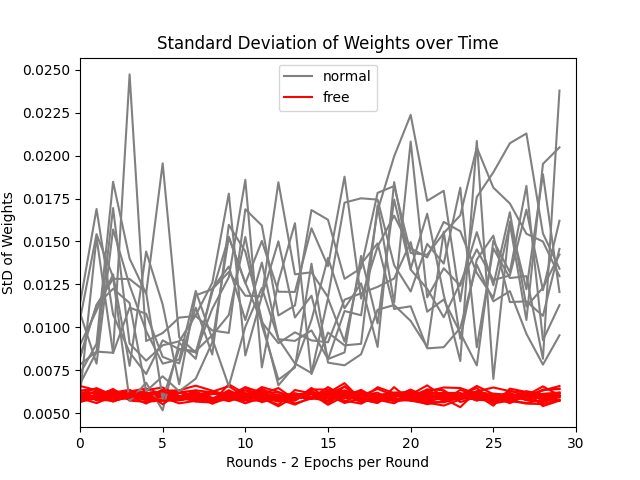 Standard Deviation of Weights over Time
StD of Weights
0.0250
0.0225
0.0200
0.0175
0.0150
0.0125
0.0100
0.0075
0.0050
normal
free
0 5 10 15 20 25 30
Rounds - 2 Epochs per Round